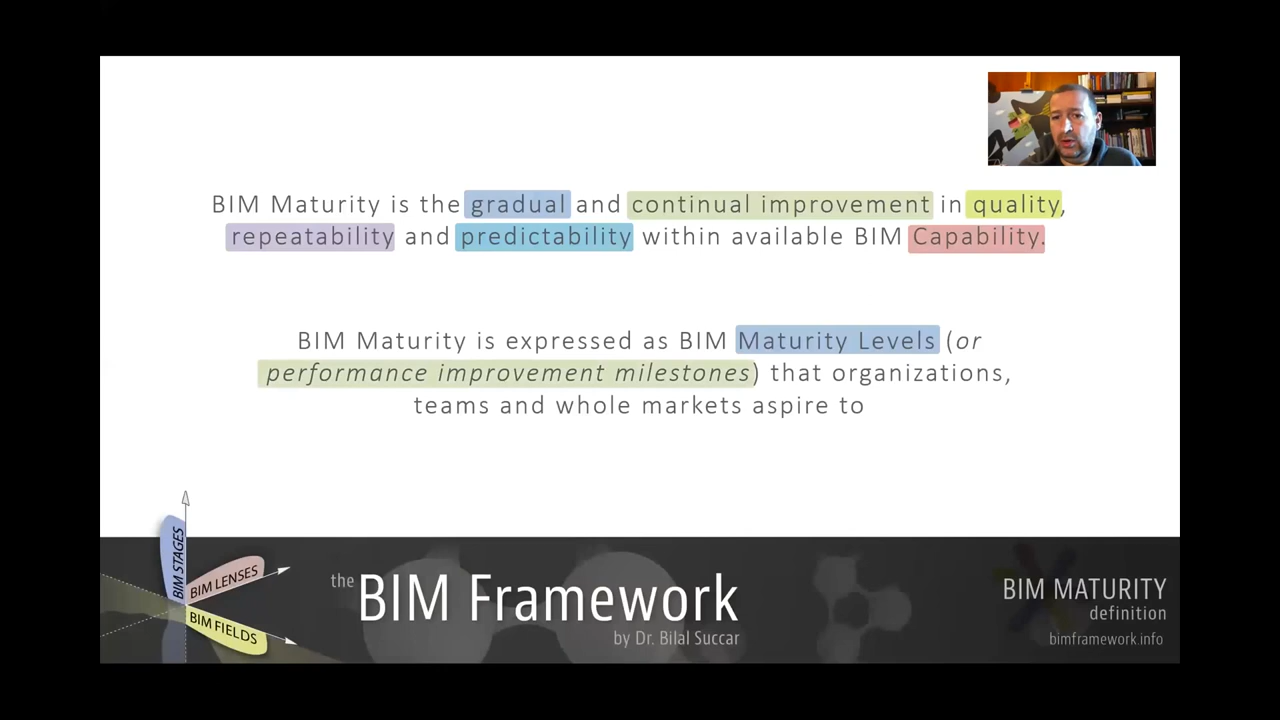 BIM Maturity is the gradual and continual improvement in quality,
repeatability and predictability within available BIM Capability.
BIM Maturity is expressed as BIM Maturity Levels (or
performance improvement milestones) that organizations,
teams and whole markets aspire to
BIM STAGES
BIM LENSES
BIM FIELDS
the BIM Framework
by Dr. Bilal Succar
BIM MATURITY
definition
bimframework.info